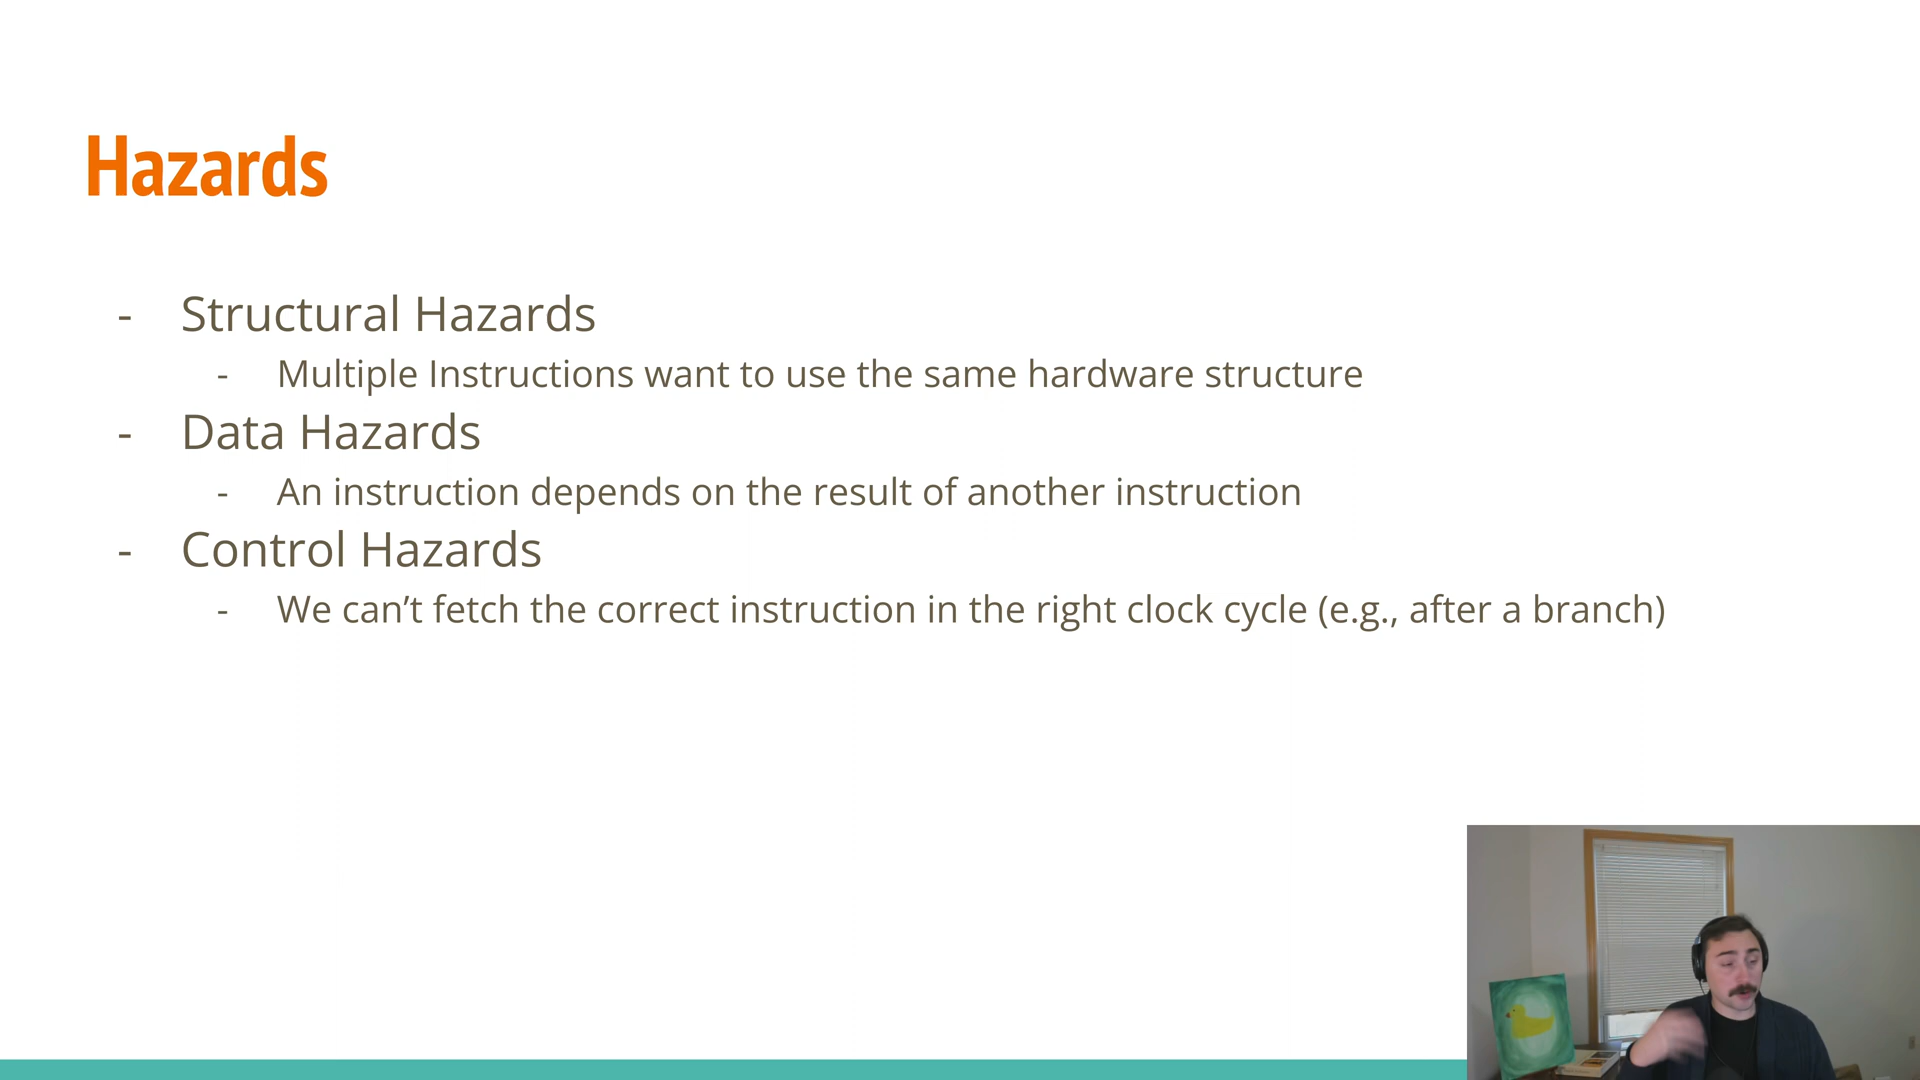 Hazards
- Structural Hazards
- Multiple Instructions want to use the same hardware structure
- Data Hazards
- An instruction depends on the result of another instruction
- Control Hazards
- We can’t fetch the correct instruction in the right clock cycle (e.g., after a branch)